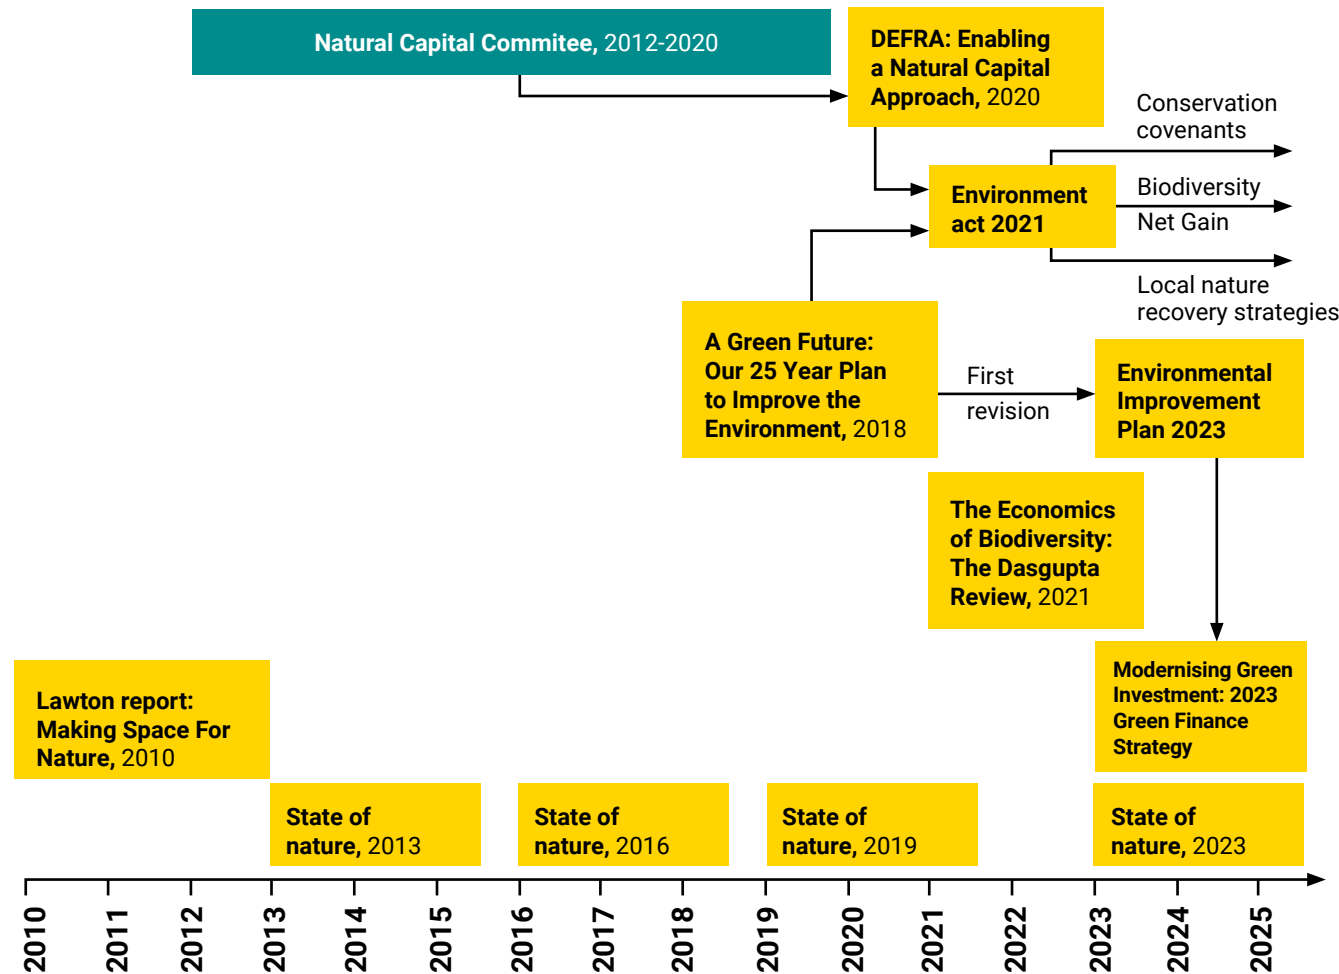 Natural Capital Commitee, 2012-2020
DEFRA: Enabling
a Natural Capital
Approach, 2020
Conservation
covenants
Environment
act 2021
Biodiversity
Net Gain
Local nature
recovery strategies
A Green Future:
Our 25 Year Plan
to Improve the
Environment, 2018
First
revision
Environmental
Improvement
Plan 2023
The Economics
of Biodiversity:
The Dasgupta
Review, 2021
Modernising Green
Investment: 2023
Green Finance
Strategy
Lawton report:
Making Space For
Nature, 2010
State of
nature, 2013
State of
nature, 2016
State of
nature, 2019
State of
nature, 2023
2010
2011
2012
2013
2014
2015
2016
2017
2018
2019
2020
2021
2022
2023
2024
2025